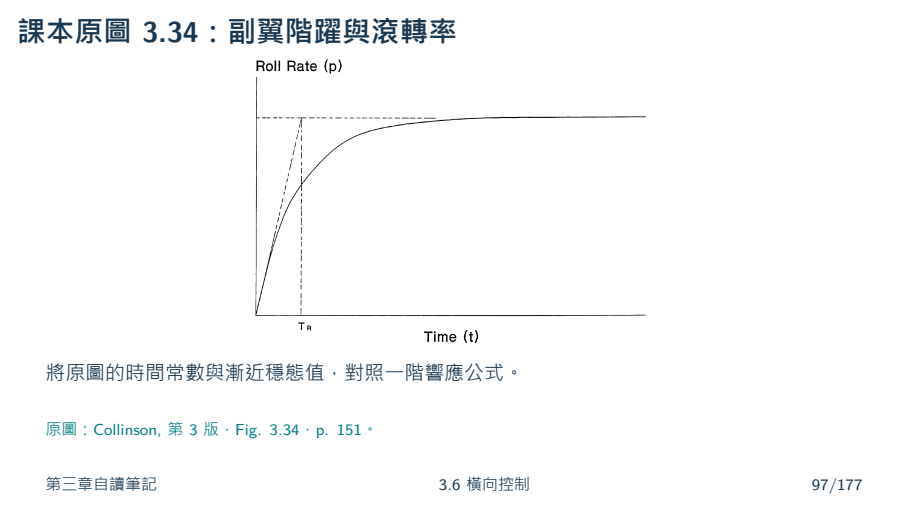 課本原圖 3.34：副翼階躍與滾轉率
Roll Rate (p)
T R
Time (t)
將原圖的時間常數與漸近穩態值，對照一階響應公式。
原圖：Collinson, 第 3 版，Fig. 3.34，p. 151。
第三章自讀筆記 3.6 橫向控制 97/177